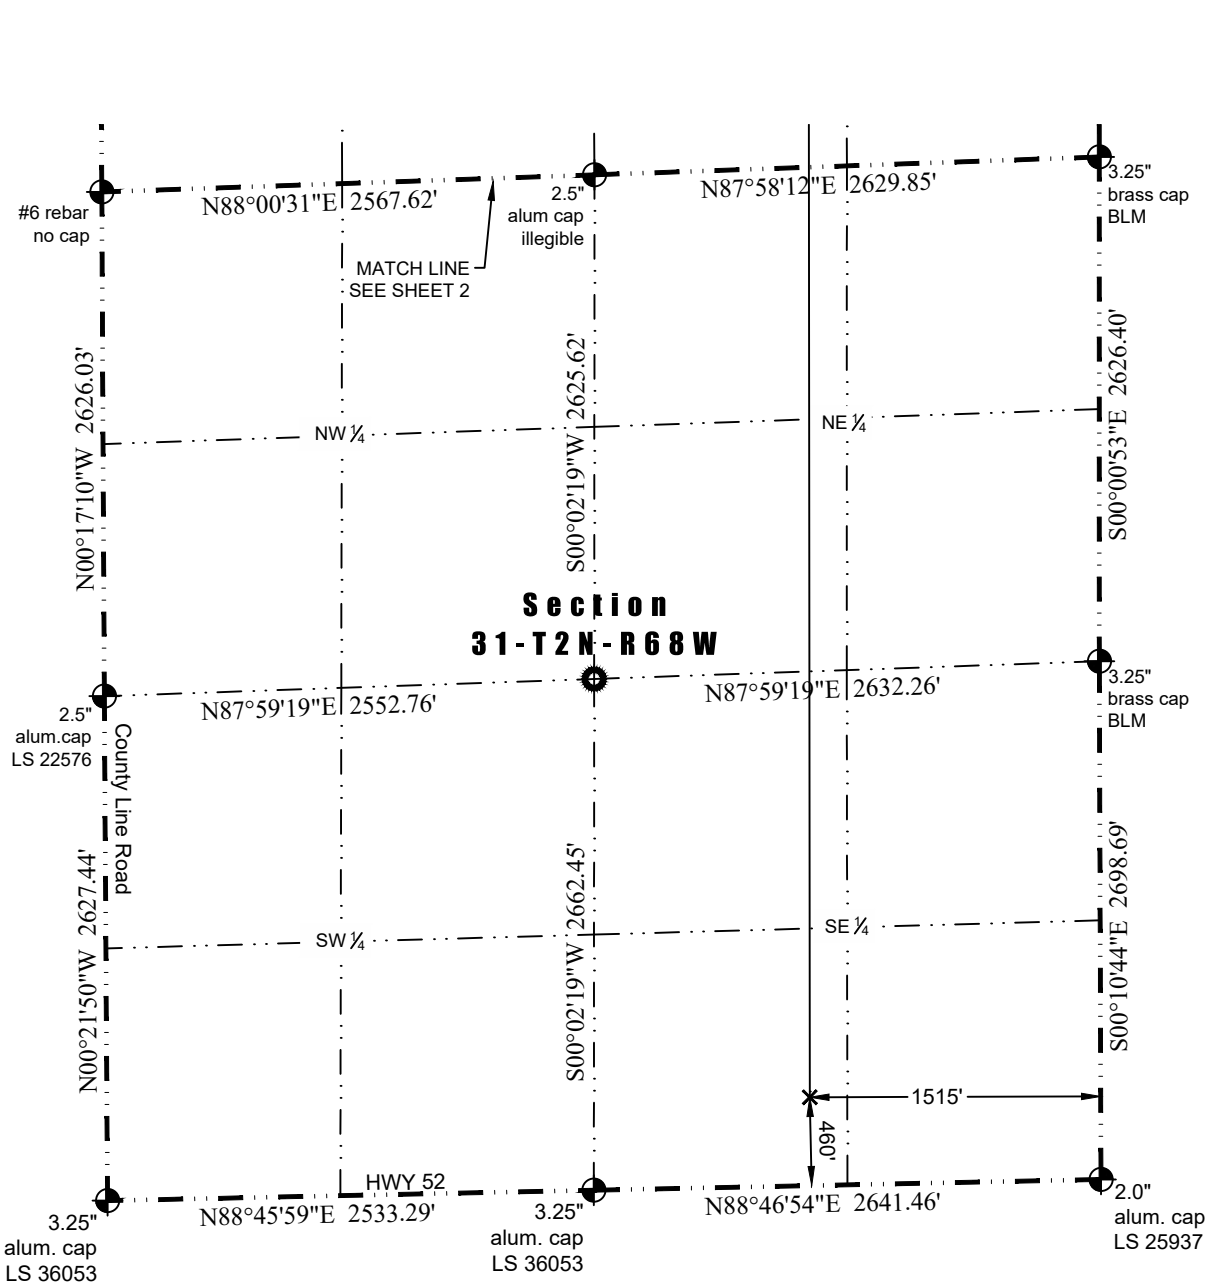 3.25"
brass cap
BLM
#6 rebar
no cap
N88°00'31"E 2567.62'
2.5"
alum cap
illegible
N87°58'12"E 2629.85'
MATCH LINE
SEE SHEET 2
N00°17'10"W 2626.03'
S00°02'19"W 2625.62'
S00°00'53"E 2626.40'
NW 1/4
NE 1/4
Section
31-T2N-R68W
2.5"
alum.cap
LS 22576
N87°59'19"E 2552.76'
N87°59'19"E 2632.26'
3.25"
brass cap
BLM
County Line Road
N00°21'50"W 2627.44'
S00°02'19"W 2662.45'
S00°10'44"E 2698.69'
SW 1/4
SE 1/4
1515'
460'
HWY 52
3.25"
alum. cap
LS 36053
N88°45'59"E 2533.29'
3.25"
alum. cap
LS 36053
N88°46'54"E 2641.46'
2.0"
alum. cap
LS 25937